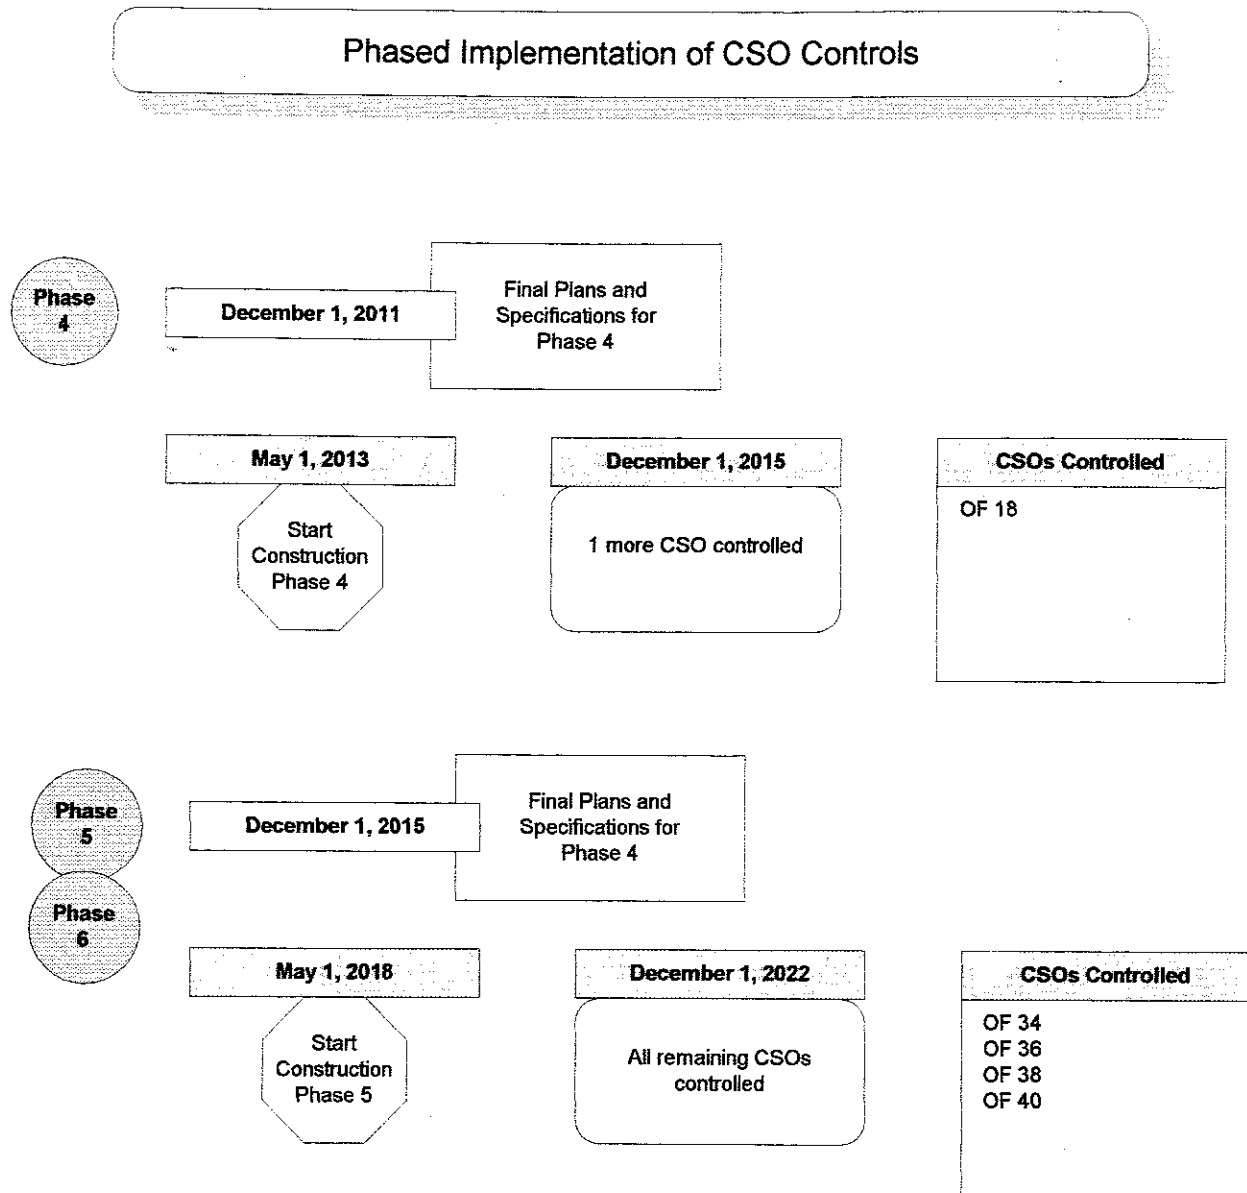 Phased Implementation of CSO Controls
Phase
4
December 1, 2011
Final Plans and
Specifications for
Phase 4
May 1, 2013
Start
Construction
Phase 4
December 1, 2015
1 more CSO controlled
CSOs Controlled
OF 18
Phase
5
Phase
6
December 1, 2015
Final Plans and
Specifications for
Phase 4
May 1, 2018
Start
Construction
Phase 5
December 1, 2022
All remaining CSOs
controlled
CSOs Controlled
OF 34
OF 36
OF 38
OF 40